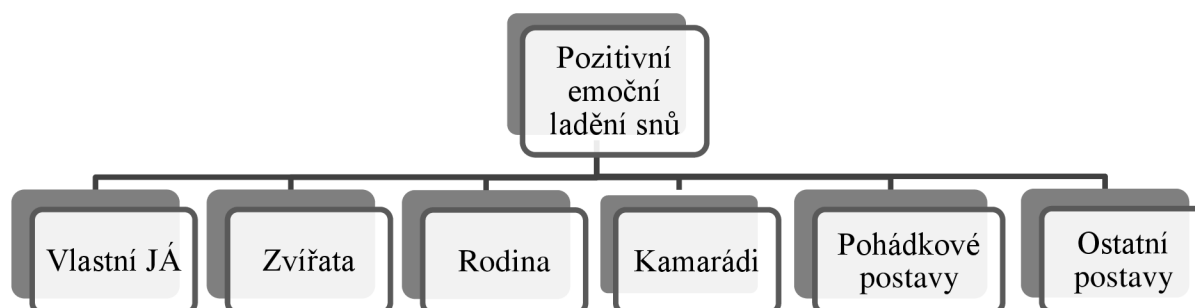 Pozitivní
emoční
ladění snů
Vlastní JÁ
Zvířata
Rodina
Kamarádi
Pohádkové
postavy
Ostatní
postavy